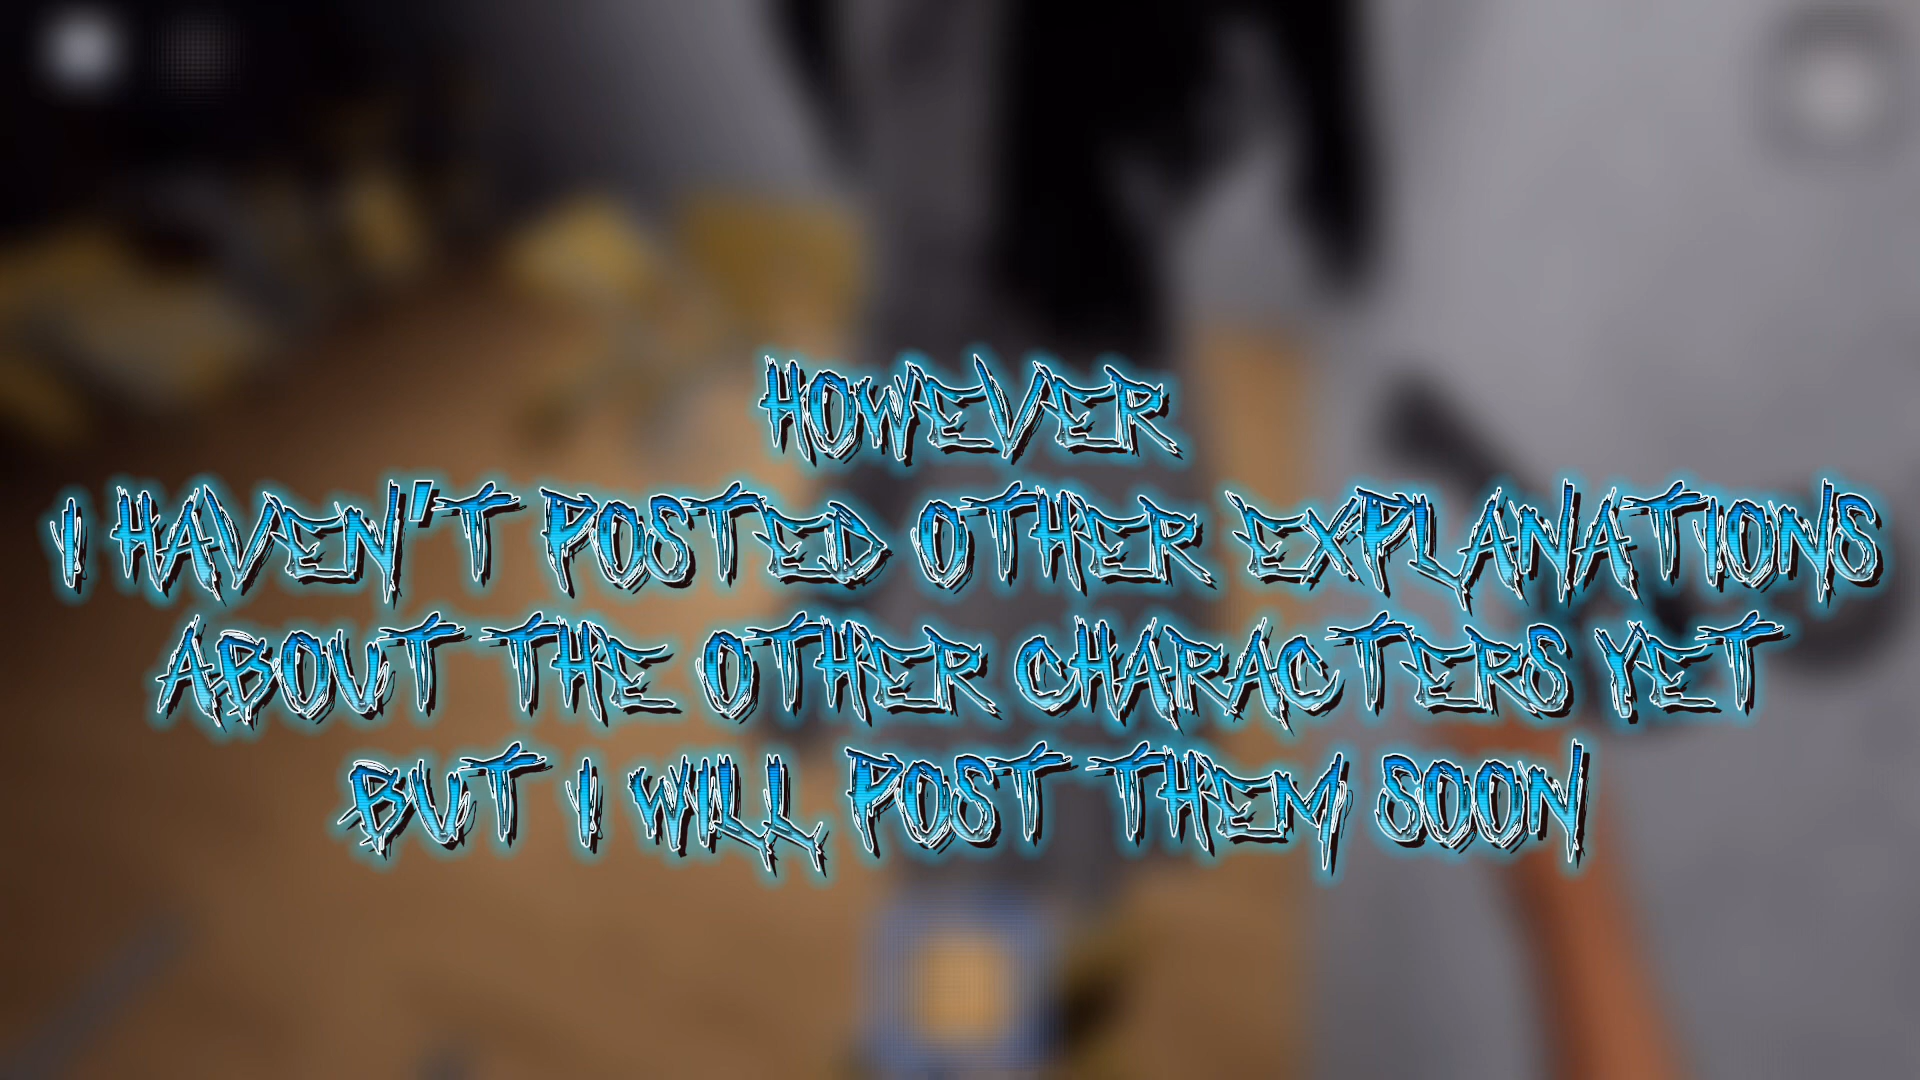 HOWEVER
I HAVEN'T POSTED OTHER EXPLANATIONS
ABOUT THE OTHER CHARACTERS YET
BUT I WILL POST THEM SOON